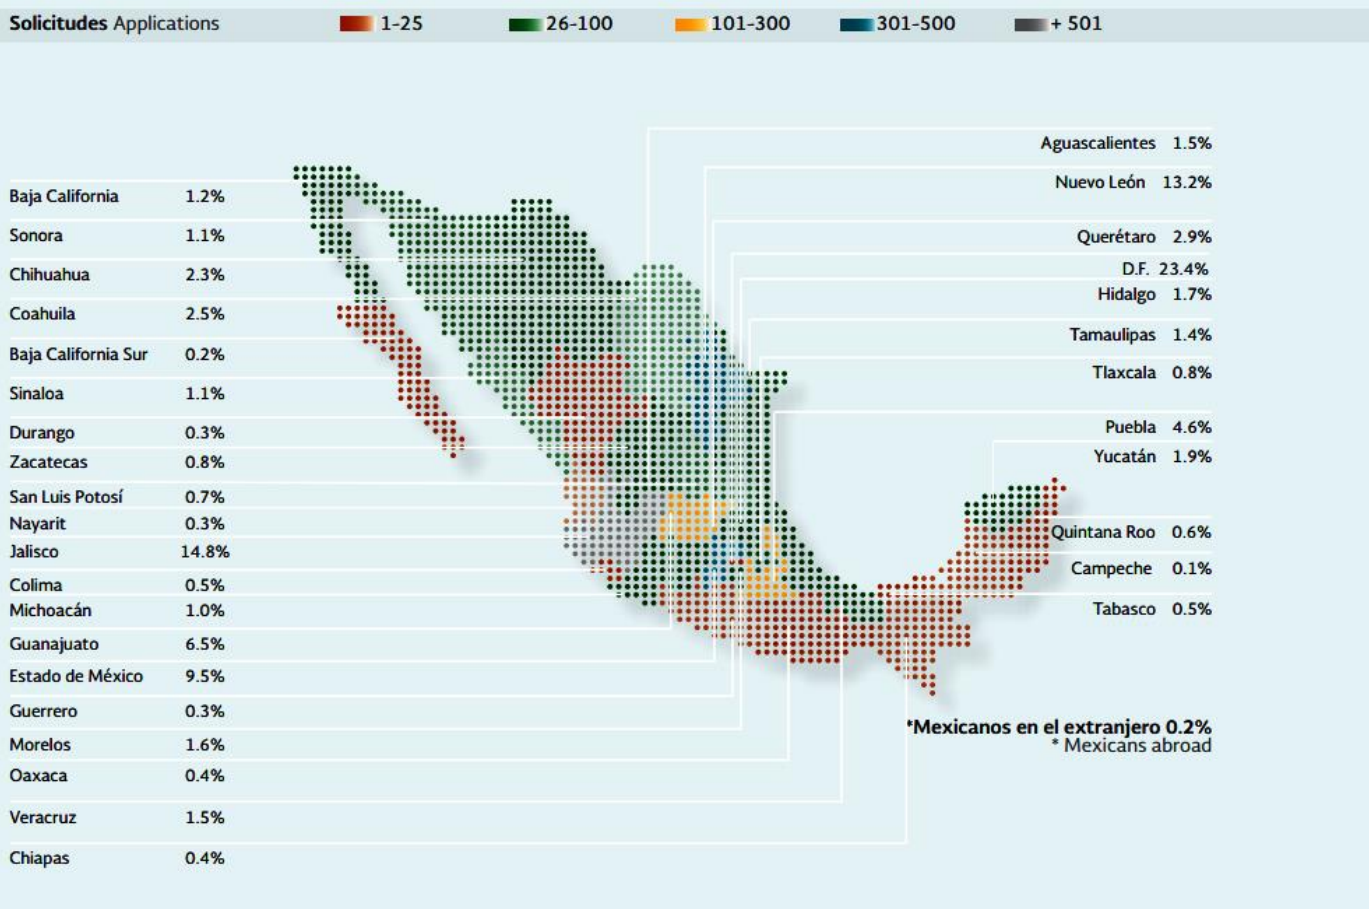 Solicitudes Applications 1-25 26-100 101-300 301-500 + 501
Baja California 1.2%
Sonora 1.1%
Chihuahua 2.3%
Coahuila 2.5%
Baja California Sur 0.2%
Sinaloa 1.1%
Durango 0.3%
Zacatecas 0.8%
San Luis Potosí 0.7%
Nayarit 0.3%
Jalisco 14.8%
Colima 0.5%
Michoacán 1.0%
Guanajuato 6.5%
Estado de México 9.5%
Guerrero 0.3%
Morelos 1.6%
Oaxaca 0.4%
Veracruz 1.5%
Chiapas 0.4%
Aguascalientes 1.5%
Nuevo León 13.2%
Querétaro 2.9%
D.F. 23.4%
Hidalgo 1.7%
Tamaulipas 1.4%
Tlaxcala 0.8%
Puebla 4.6%
Yucatán 1.9%
Quintana Roo 0.6%
Campeche 0.1%
Tabasco 0.5%
*Mexicanos en el extranjero 0.2%
* Mexicans abroad